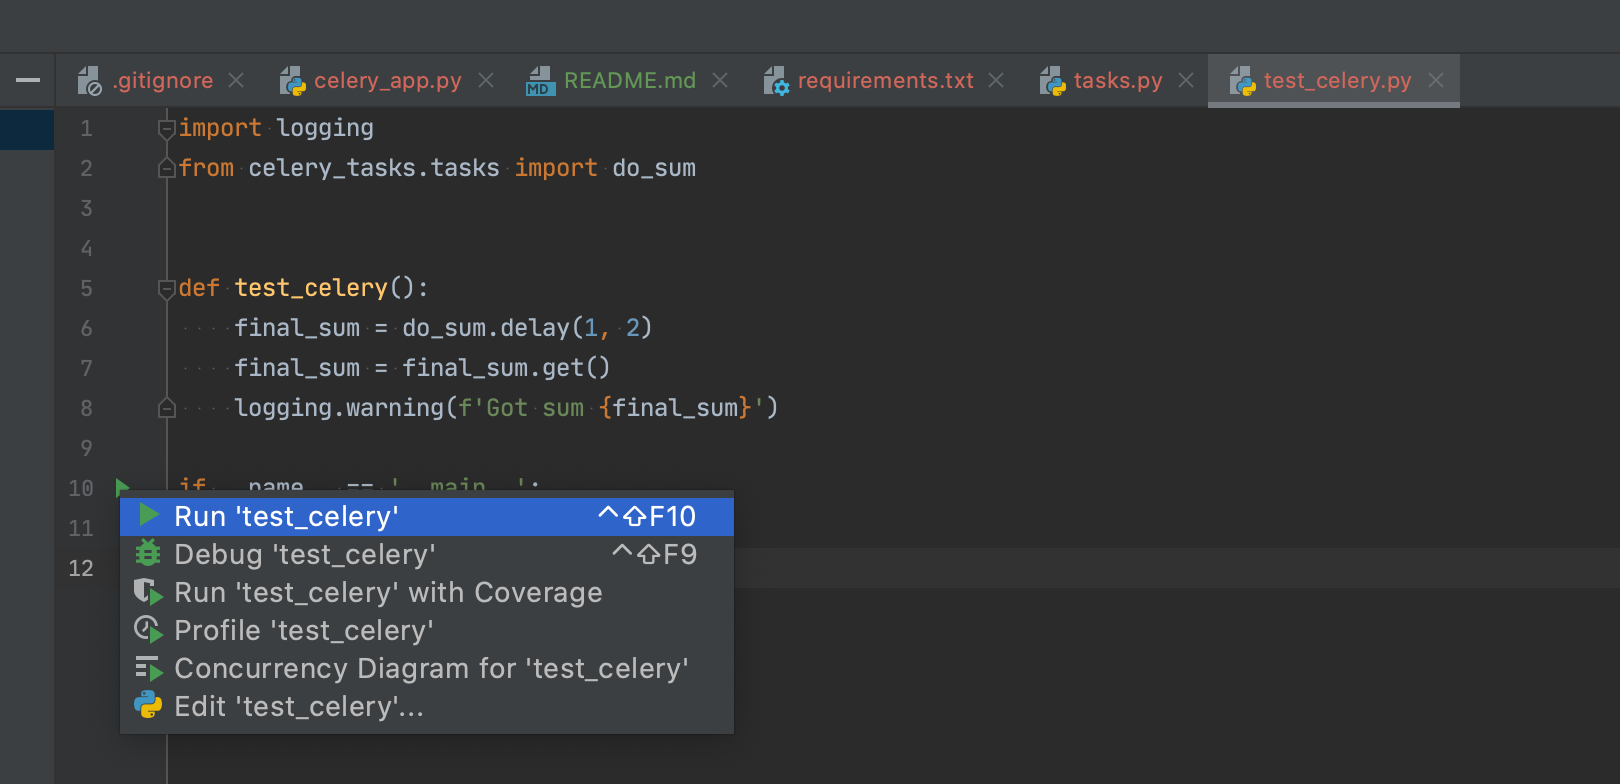 .gitignore celery_app.py MD README.md requirements.txt tasks.py test_celery.py
1 import logging
2 from celery_tasks.tasks import do_sum
3
4
5 def test_celery():
6 final_sum = do_sum.delay(1, 2)
7 final_sum = final_sum.get()
8 logging.warning(f'Got sum {final_sum}')
9
10 if __name__ == '__main__':
11
12
Run 'test_celery' ^⇧F10
Debug 'test_celery' ^⇧F9
Run 'test_celery' with Coverage
Profile 'test_celery'
Concurrency Diagram for 'test_celery'
Edit 'test_celery'...